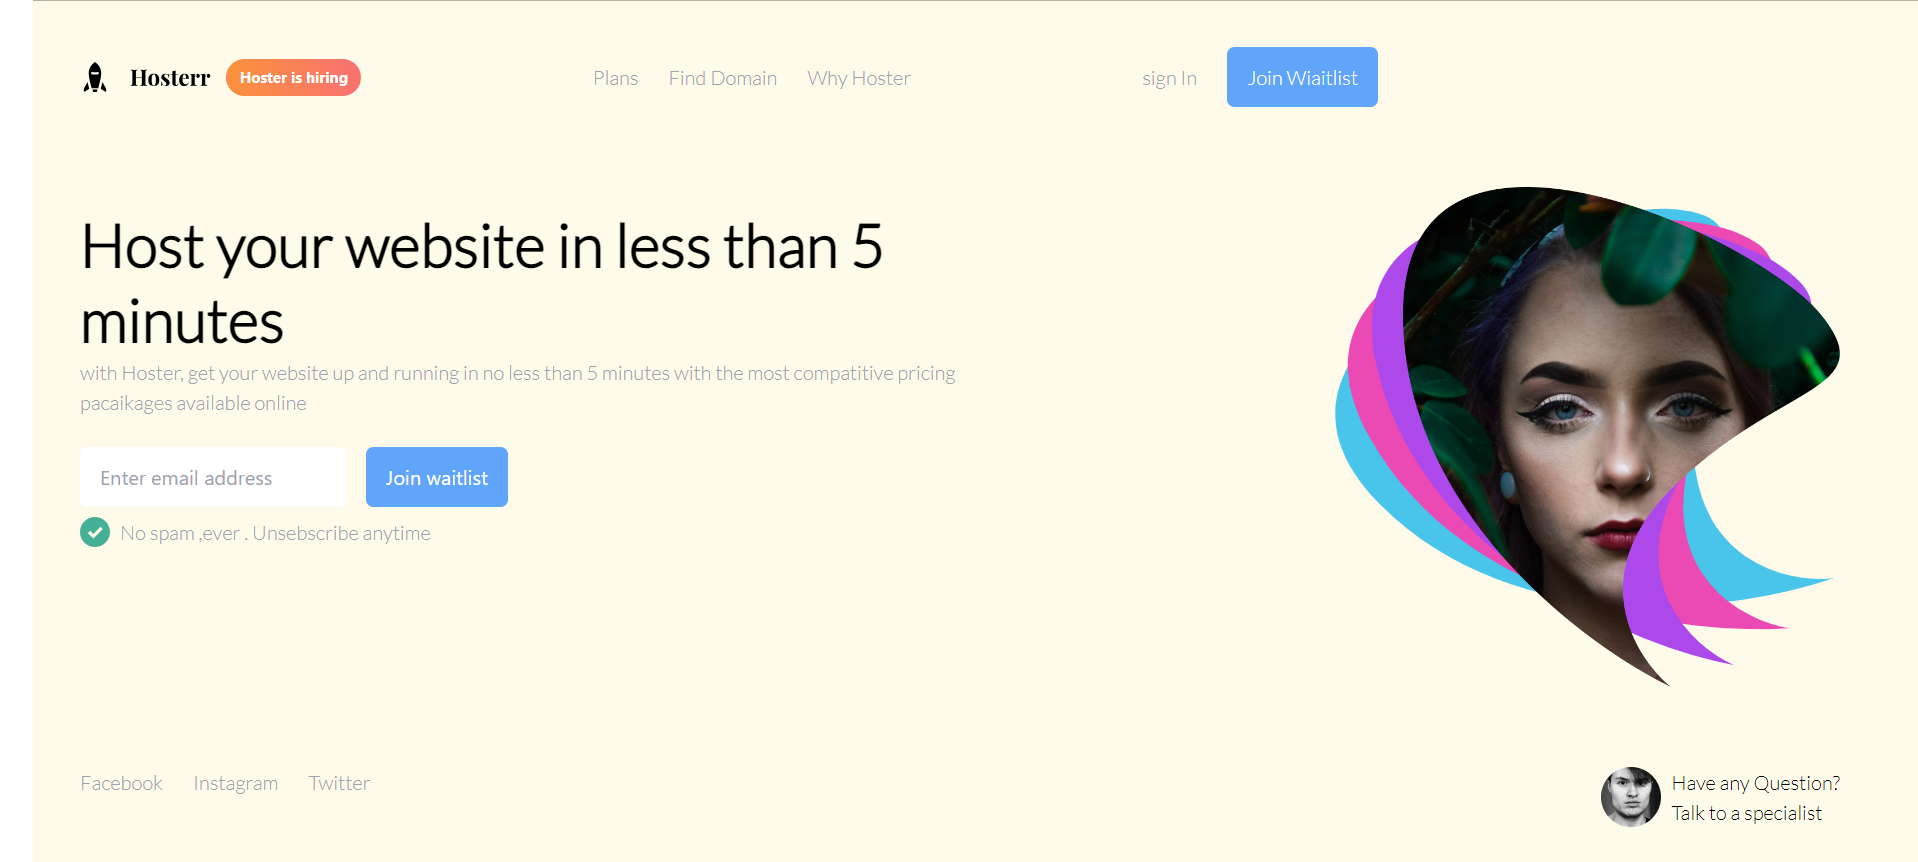 Hosterr
Hoster is hiring
Plans
Find Domain
Why Hoster
sign In
Join Wiaitlist
Host your website in less than 5
minutes
with Hoster, get your website up and running in no less than 5 minutes with the most compatitive pricing
pacaikages available online
Enter email address
Join waitlist
No spam ,ever . Unsebscribe anytime
Facebook
Instagram
Twitter
Have any Question?
Talk to a specialist